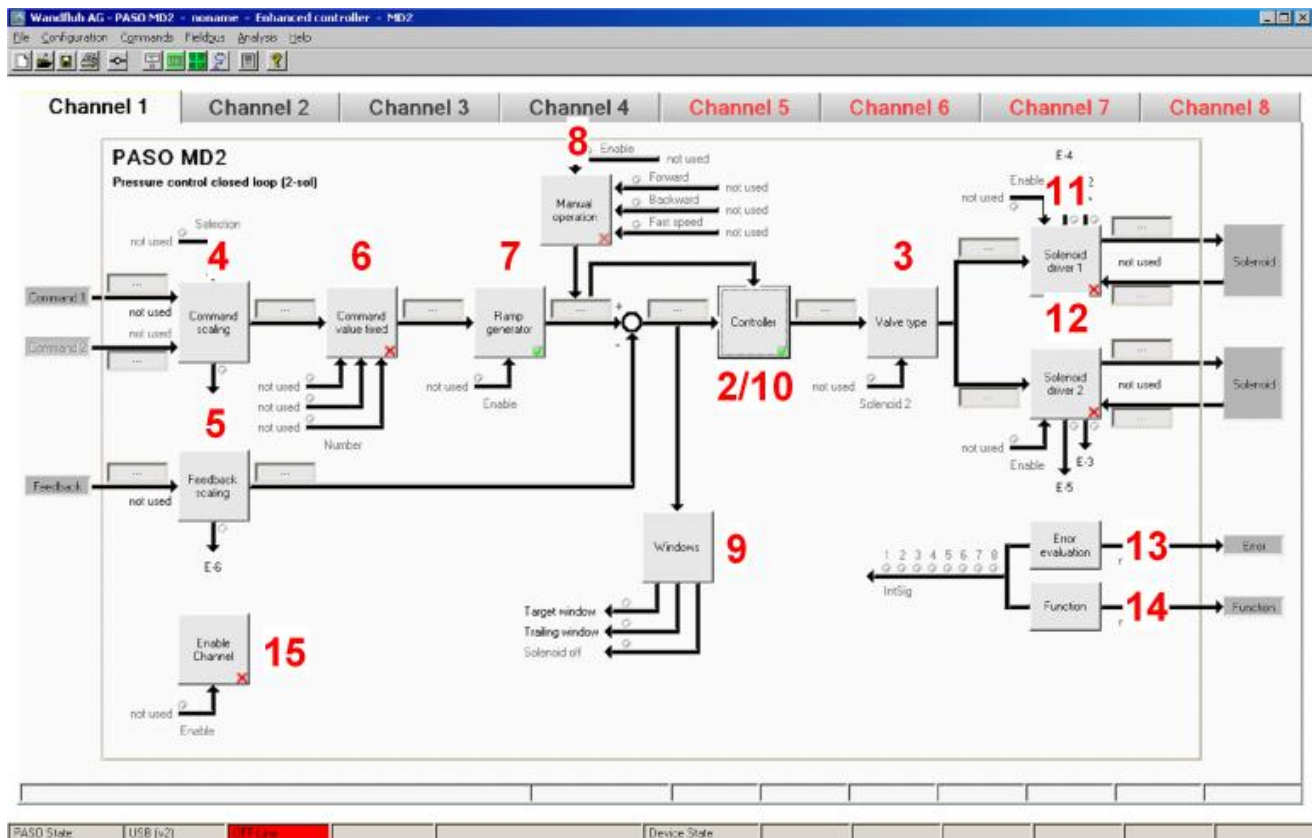 Wandfluh AG - PASO MD2 - noname - Enhanced controller - MD2
File Configuration Commands Fieldbus Analysis Help
Channel 1 Channel 2 Channel 3 Channel 4 Channel 5 Channel 6 Channel 7 Channel 8
PASO MD2
Pressure control closed loop (2-sol)
8
Enable
not used
Forward
not used
Backward
not used
Fast speed
not used
Manual operation
E-4
Enable
11
2
not used
Selection
not used
4
6
7
3
...
...
...
...
...
...
...
...
...
Command 1
not used
Command scaling
Command value fixed
Ramp generator
+
-
Controller
Valve type
Solenoid driver 1
not used
Solenoid
Command 2
not used
...
...
12
5
not used
not used
not used
Number
not used
Enable
2/10
not used
Solenoid 2
...
...
Solenoid driver 2
not used
Solenoid
...
not used
Enable
E-3
E-5
Feedback
...
not used
Feedback scaling
...
E-6
Windows
9
Target window
Trailing window
Solenoid off
1 2 3 4 5 6 7 8
IntSig
Error evaluation
13
Error
Function
14
Function
Enable Channel
15
not used
Enable
PASO State USB (v2) OFF-Line Device State